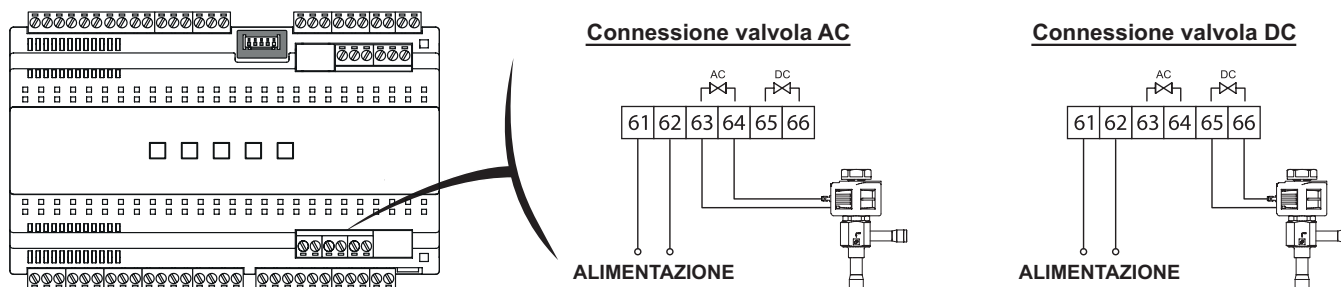 Connessione valvola AC
AC DC
61 62 63 64 65 66
ALIMENTAZIONE
Connessione valvola DC
AC DC
61 62 63 64 65 66
ALIMENTAZIONE